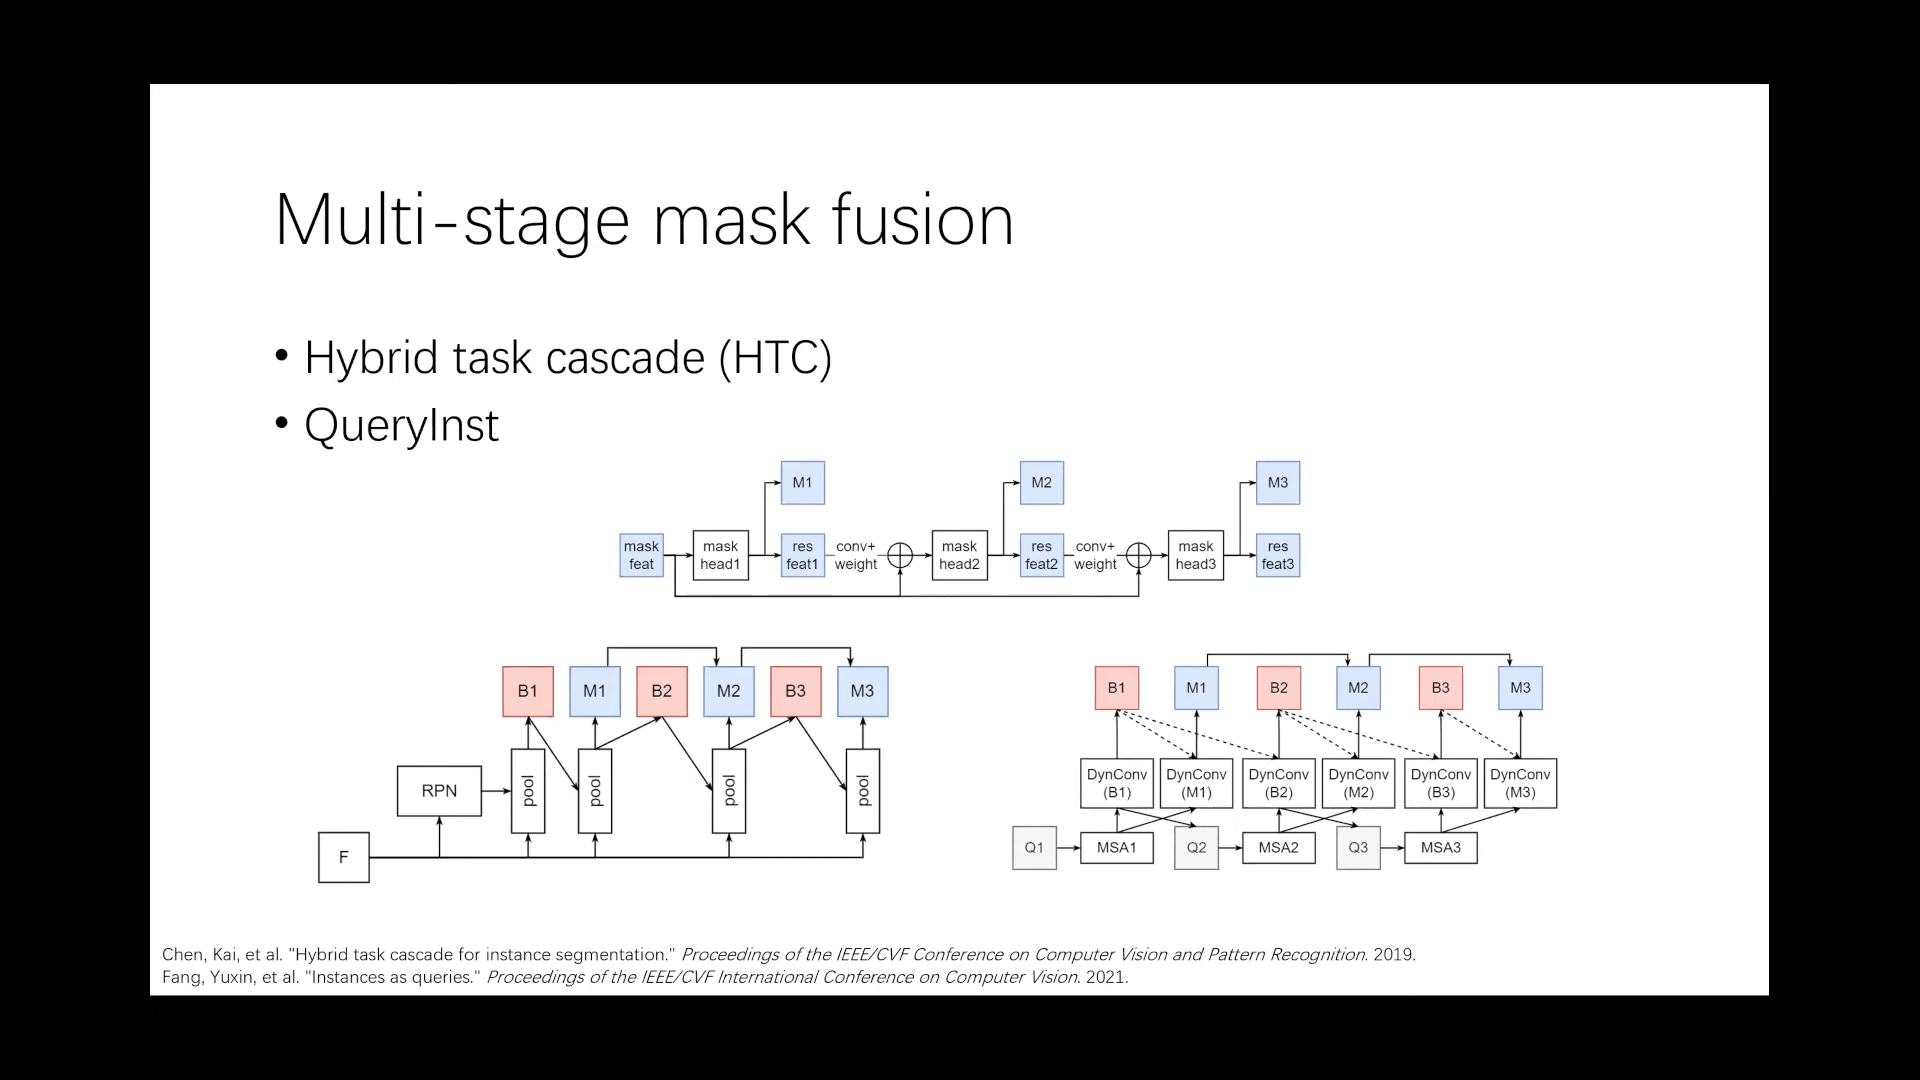 Multi-stage mask fusion
• Hybrid task cascade (HTC)
• QueryInst
M1
M2
M3
mask
feat
mask
head1
res
feat1
conv+
weight
mask
head2
res
feat2
conv+
weight
mask
head3
res
feat3
B1
M1
B2
M2
B3
M3
RPN
pool
pool
pool
pool
F
B1
M1
B2
M2
B3
M3
DynConv
(B1)
DynConv
(M1)
DynConv
(B2)
DynConv
(M2)
DynConv
(B3)
DynConv
(M3)
Q1
MSA1
Q2
MSA2
Q3
MSA3
Chen, Kai, et al. "Hybrid task cascade for instance segmentation." Proceedings of the IEEE/CVF Conference on Computer Vision and Pattern Recognition. 2019.
Fang, Yuxin, et al. "Instances as queries." Proceedings of the IEEE/CVF International Conference on Computer Vision. 2021.